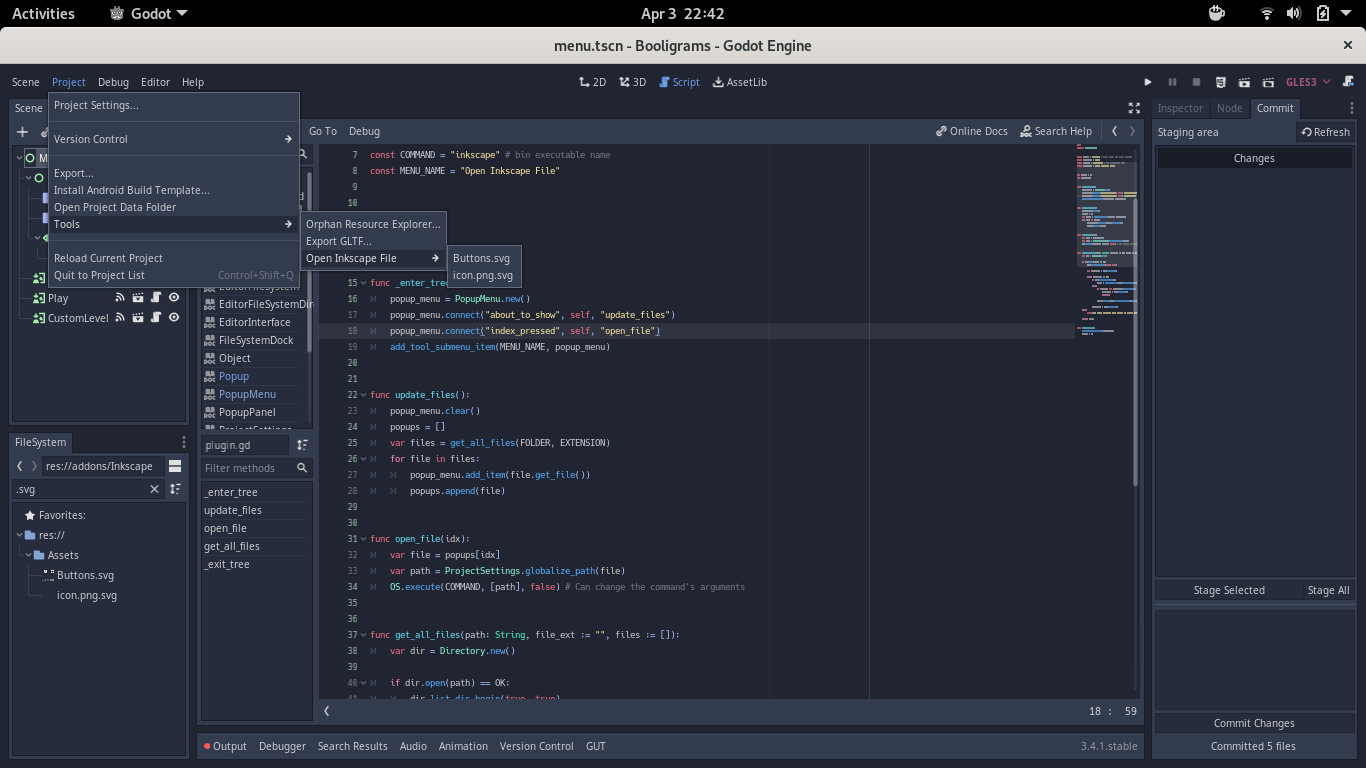 Activities
Godot
Apr 3 22:42
menu.tscn - Booligrams - Godot Engine
Scene Project Debug Editor Help
2D 3D Script AssetLib
GLES3
Scene
Project Settings...
Version Control
Export...
Install Android Build Template...
Open Project Data Folder
Tools
Reload Current Project
Quit to Project List Control+Shift+Q
Orphan Resource Explorer...
Export GLTF...
Open Inkscape File
Buttons.svg
icon.png.svg
Play
CustomLevel
FileSystem
res://addons/Inkscape
.svg
Favorites:
res://
Assets
Buttons.svg
icon.png.svg
Go To Debug
Online Docs
Search Help
EditorFileSystemDir
EditorInterface
FileSystemDock
Object
Popup
PopupMenu
PopupPanel
ProjectSettings
plugin.gd
Filter methods
_enter_tree
update_files
open_file
get_all_files
_exit_tree
7 const COMMAND = "inkscape" # bin executable name
8 const MENU_NAME = "Open Inkscape File"
9
10
15 func _enter_tree
16 popup_menu = PopupMenu.new()
17 popup_menu.connect("about_to_show", self, "update_files")
18 popup_menu.connect("index_pressed", self, "open_file")
19 add_tool_submenu_item(MENU_NAME, popup_menu)
20
21
22 func update_files():
23 popup_menu.clear()
24 popups = []
25 var files = get_all_files(FOLDER, EXTENSION)
26 for file in files:
27 popup_menu.add_item(file.get_file())
28 popups.append(file)
29
30
31 func open_file(idx):
32 var file = popups[idx]
33 var path = ProjectSettings.globalize_path(file)
34 OS.execute(COMMAND, [path], false) # Can change the command's arguments
35
36
37 func get_all_files(path: String, file_ext := "", files := []):
38 var dir = Directory.new()
39
40 if dir.open(path) == OK:
41 dir.list_dir_begin(true, true)
18 : 59
Output Debugger Search Results Audio Animation Version Control GUT
3.4.1.stable
Inspector Node Commit
Staging area
Refresh
Changes
Stage Selected
Stage All
Commit Changes
Committed 5 files